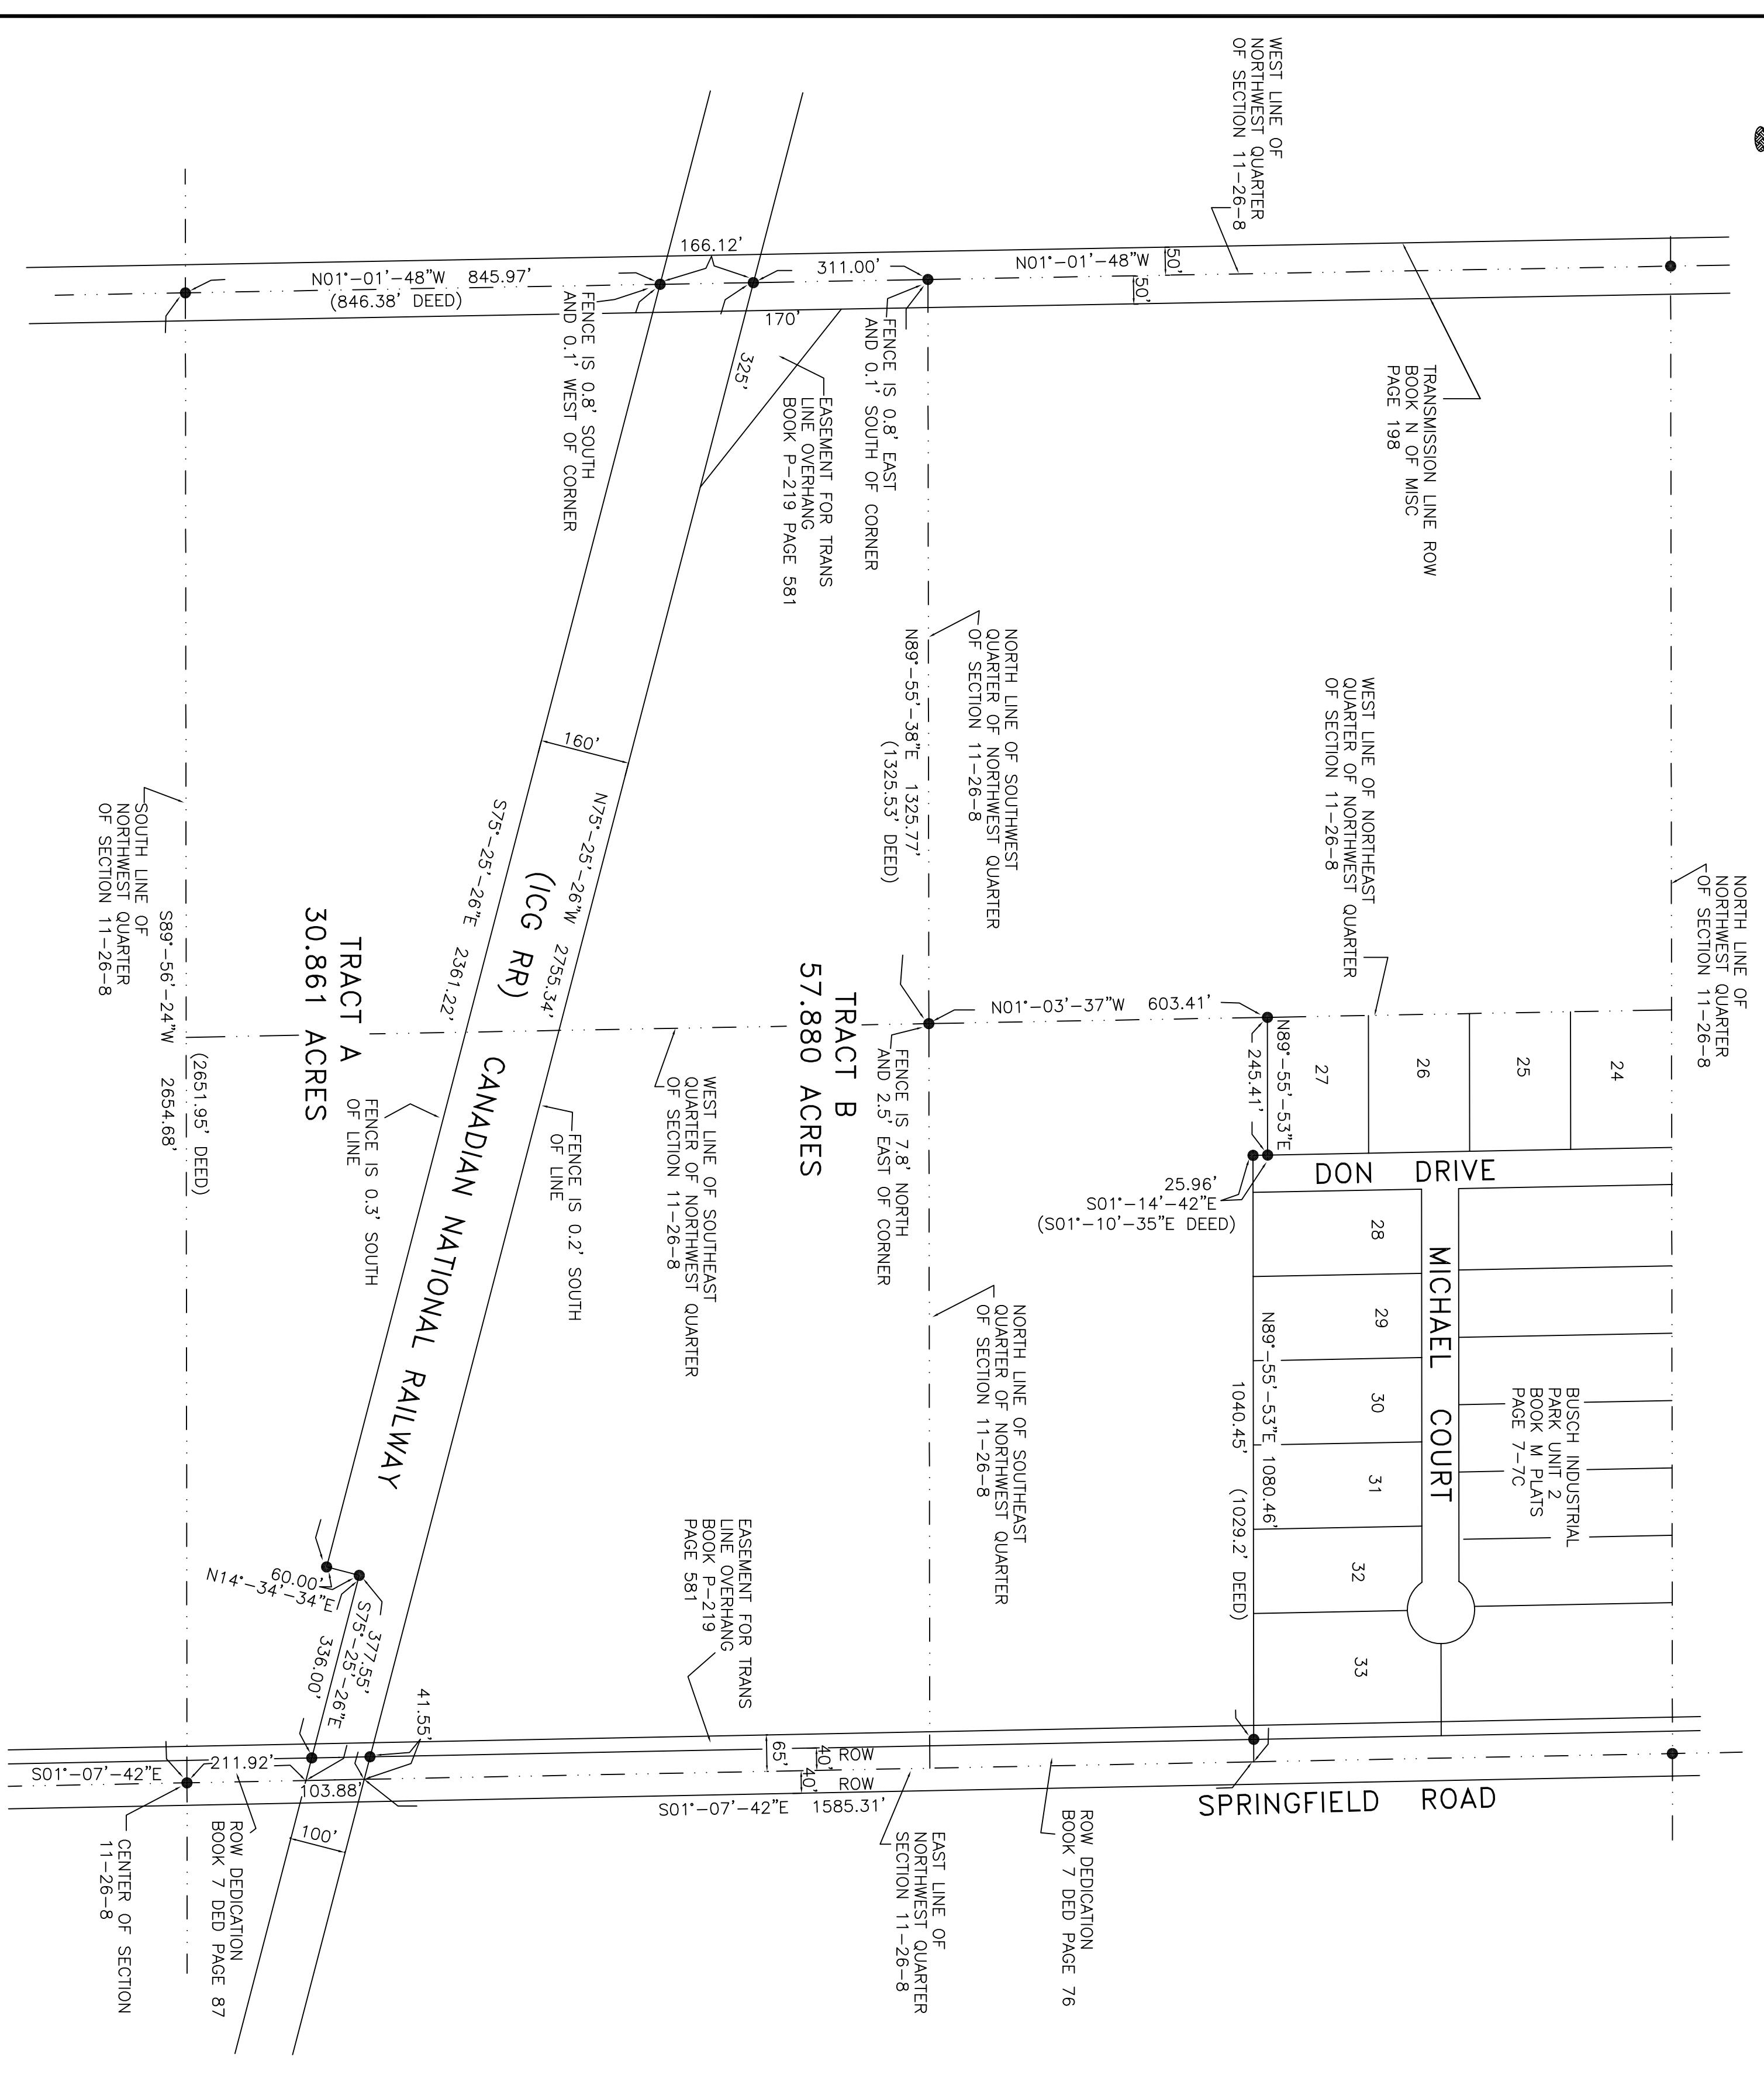 WEST LINE OF
NORTHWEST QUARTER
OF SECTION 11-26-8
TRANSMISSION LINE ROW
BOOK N OF MISC
PAGE 198
N01°-01'-48"W 845.97'
(846.38' DEED)
166.12'
311.00'
N01°-01'-48"W
50'
50'
170'
325'
FENCE IS 0.8' SOUTH
AND 0.1' WEST OF CORNER
FENCE IS 0.8' EAST
AND 0.1' SOUTH OF CORNER
EASEMENT FOR TRANS
LINE OVERHANG
BOOK P-219 PAGE 581
NORTH LINE OF SOUTHWEST
QUARTER OF NORTHWEST QUARTER
OF SECTION 11-26-8
N89°-55'-38"E 1325.77'
(1325.53' DEED)
WEST LINE OF NORTHEAST
QUARTER OF NORTHWEST QUARTER
OF SECTION 11-26-8
NORTH LINE OF
NORTHWEST QUARTER
OF SECTION 11-26-8
160'
N75°-25'-26"W 2755.34'
(ICG RR)
S75°-25'-26"E 2361.22'
SOUTH LINE OF
NORTHWEST QUARTER
OF SECTION 11-26-8
S89°-56'-24"W 2654.68'
(2651.95' DEED)
TRACT A
30.861 ACRES
TRACT B
57.880 ACRES
N01°-03'-37"W 603.41'
N89°-55'-53"E
245.41'
24
25
26
27
DON DRIVE
25.96'
S01°-14'-42"E
(S01°-10'-35"E DEED)
FENCE IS 7.8' NORTH
AND 2.5' EAST OF CORNER
WEST LINE OF SOUTHEAST
QUARTER OF NORTHWEST QUARTER
OF SECTION 11-26-8
CANADIAN NATIONAL RAILWAY
FENCE IS 0.2' SOUTH
OF LINE
FENCE IS 0.3' SOUTH
OF LINE
28
29
30
31
32
33
MICHAEL COURT
BUSCH INDUSTRIAL
PARK UNIT 2
BOOK M PLATS
PAGE 7-7C
N89°-55'-53"E 1080.46'
1040.45' (1029.2' DEED)
NORTH LINE OF SOUTHEAST
QUARTER OF NORTHWEST QUARTER
OF SECTION 11-26-8
EASEMENT FOR TRANS
LINE OVERHANG
BOOK P-219
PAGE 581
60.00'
N14°-34'-34"E
377.55'
S75°-25'-26"E
336.00'
41.55'
211.92'
S01°-07'-42"E
103.88'
100'
65'
40' ROW
40' ROW
S01°-07'-42"E 1585.31'
SPRINGFIELD ROAD
ROW DEDICATION
BOOK 7 DED PAGE 76
EAST LINE OF
NORTHWEST QUARTER
SECTION 11-26-8
ROW DEDICATION
BOOK 7 DED PAGE 87
CENTER OF SECTION
11-26-8